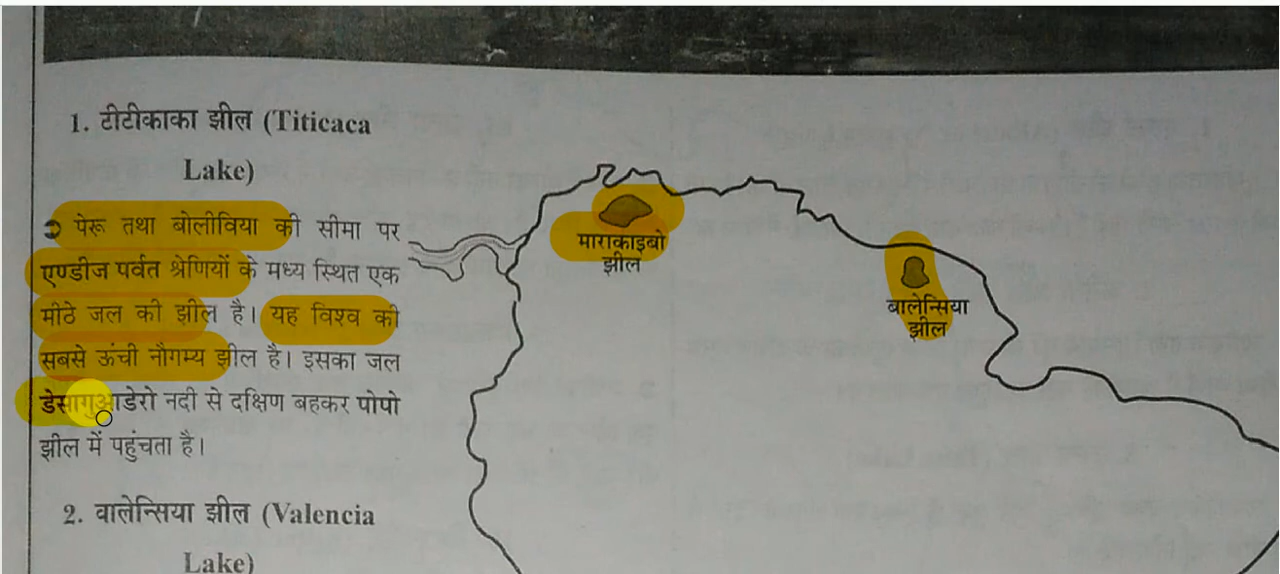 1. टीटीकाका झील (Titicaca
Lake)
➲ पेरू तथा बोलीविया की सीमा पर
एण्डीज पर्वत श्रेणियों के मध्य स्थित एक
मीठे जल की झील है। यह विश्व की
सबसे ऊंची नौगम्य झील है। इसका जल
डेसागुआडेरो नदी से दक्षिण बहकर पोपो
झील में पहुंचता है।
2. वालेन्सिया झील (Valencia
Lake)
माराकाइबो
झील
बालेन्सिया
झील